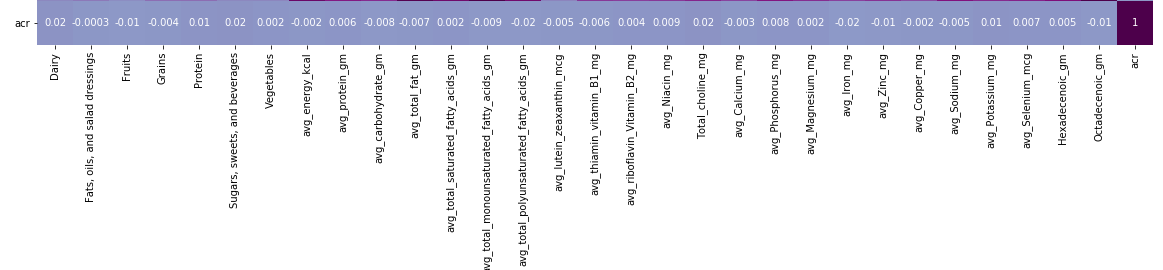 acr 0.02 -0.0003 -0.01 -0.004 0.01 0.02 0.002 -0.002 0.006 -0.008 -0.007 0.002 -0.009 -0.02 -0.005 -0.006 0.004 0.009 0.02 -0.003 0.008 0.002 -0.02 -0.01 -0.002 -0.005 0.01 0.007 0.005 -0.01 1
Dairy
Fats, oils, and salad dressings
Fruits
Grains
Protein
Sugars, sweets, and beverages
Vegetables
avg_energy_kcal
avg_protein_gm
avg_carbohydrate_gm
avg_total_fat_gm
avg_total_saturated_fatty_acids_gm
avg_total_monounsaturated_fatty_acids_gm
avg_total_polyunsaturated_fatty_acids_gm
avg_lutein_zeaxanthin_mcg
avg_thiamin_vitamin_B1_mg
avg_riboflavin_Vitamin_B2_mg
avg_Niacin_mg
Total_choline_mg
avg_Calcium_mg
avg_Phosphorus_mg
avg_Magnesium_mg
avg_Iron_mg
avg_Zinc_mg
avg_Copper_mg
avg_Sodium_mg
avg_Potassium_mg
avg_Selenium_mcg
Hexadecenoic_gm
Octadecenoic_gm
acr